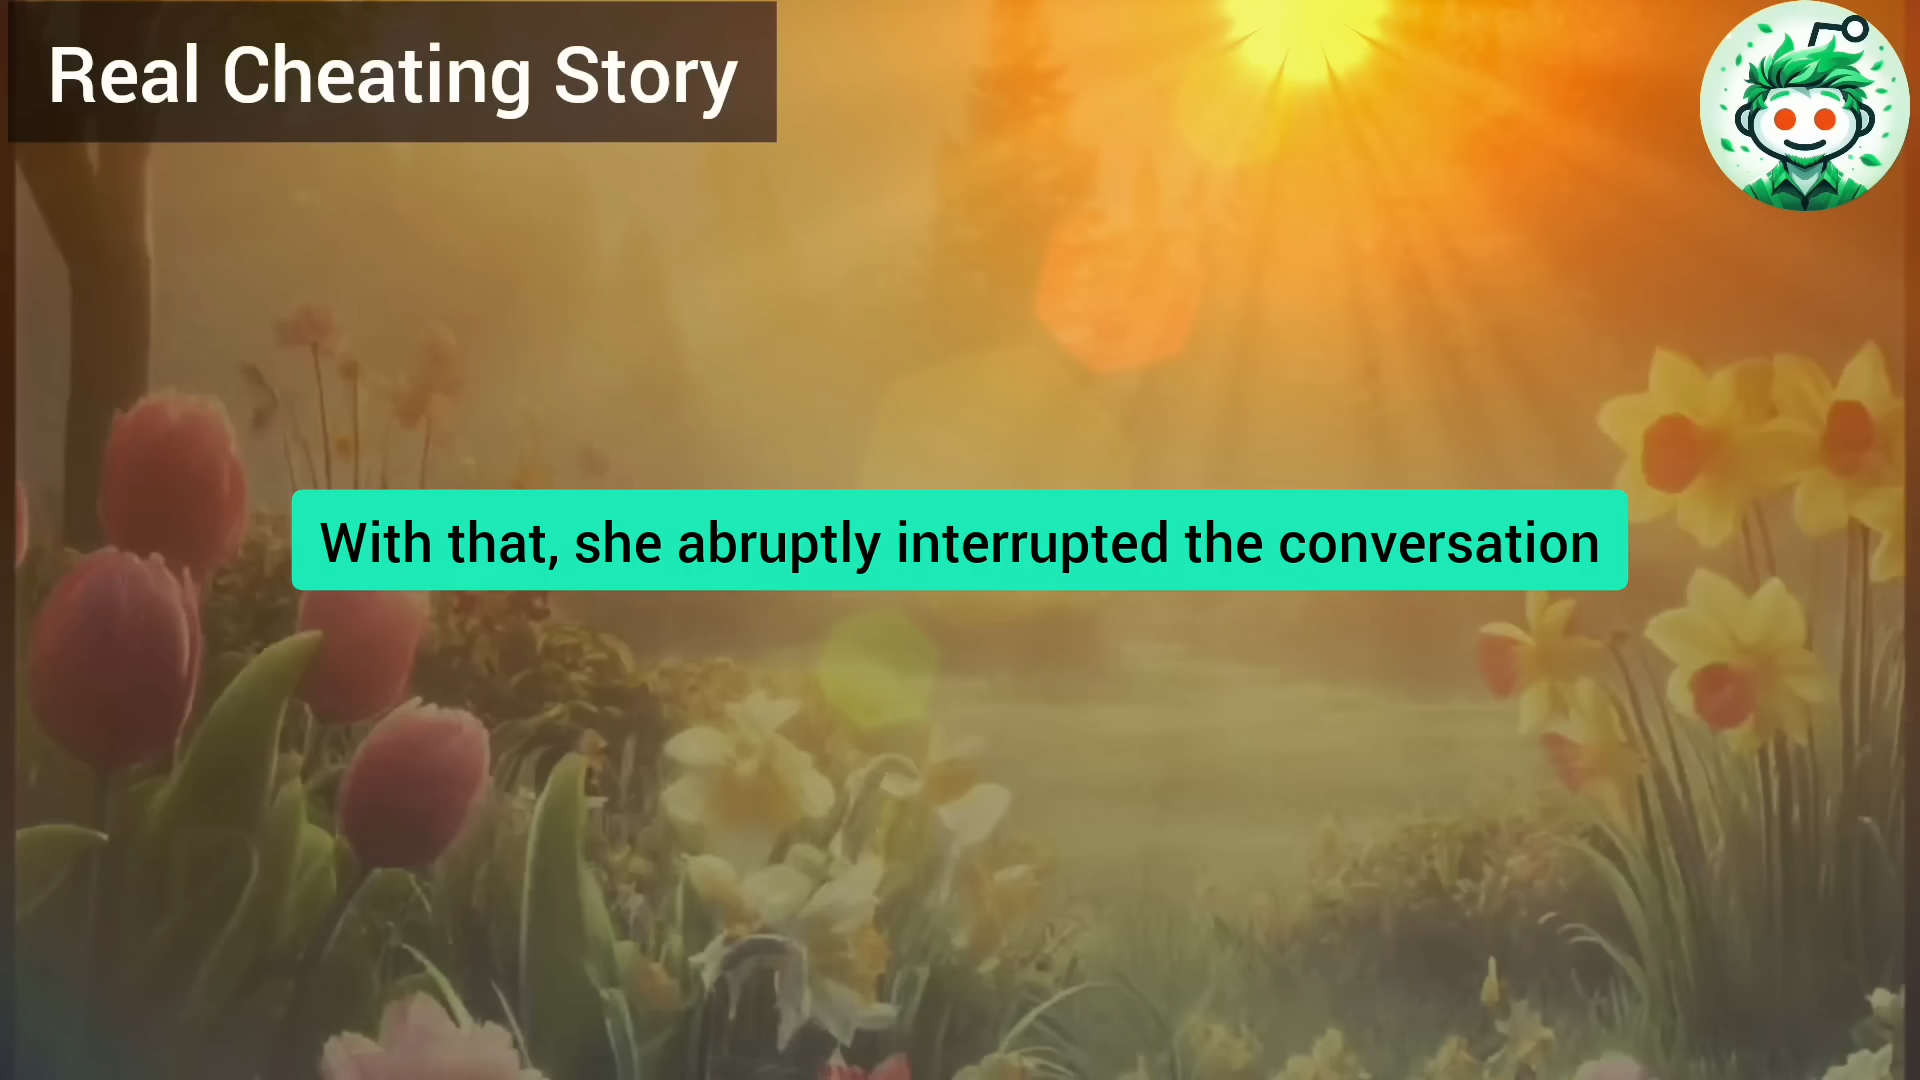 Real Cheating Story
With that, she abruptly interrupted the conversation